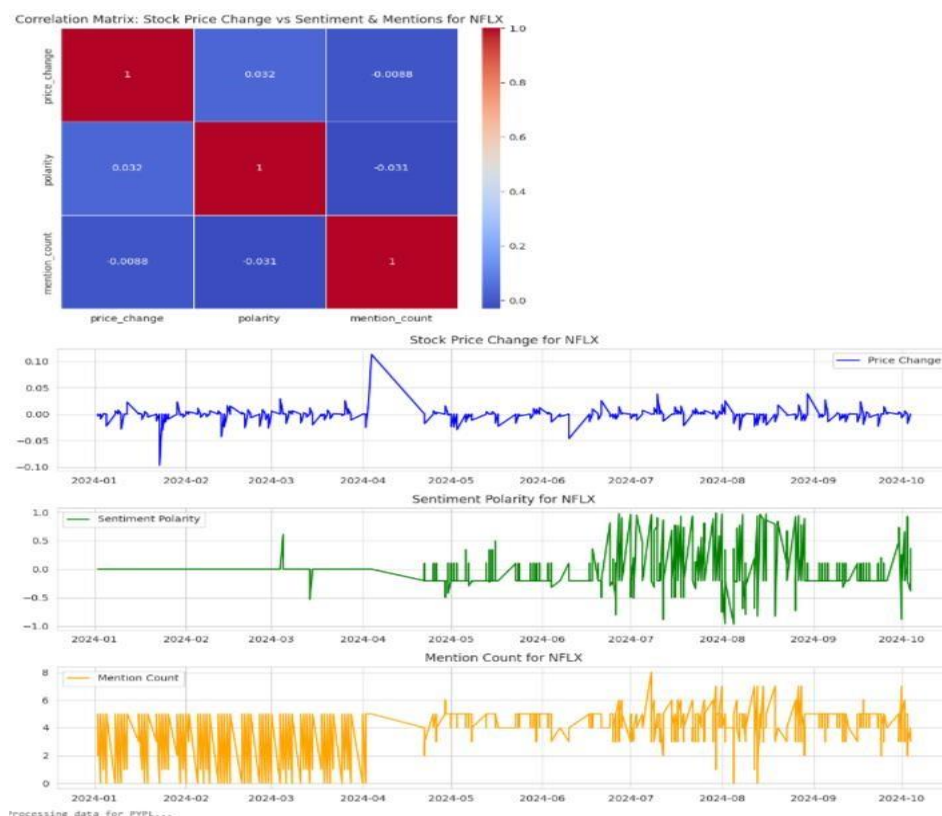 Correlation Matrix: Stock Price Change vs Sentiment & Mentions for NFLX
1.0
price_change
1
0.032
-0.0088
0.8
0.6
polarity
0.032
1
-0.031
0.4
0.2
mention_count
-0.0088
-0.031
1
0.0
price_change polarity mention_count
Stock Price Change for NFLX
Price Change
0.10
0.05
0.00
−0.05
−0.10
2024-01 2024-02 2024-03 2024-04 2024-05 2024-06 2024-07 2024-08 2024-09 2024-10
Sentiment Polarity for NFLX
Sentiment Polarity
1.0
0.5
0.0
−0.5
−1.0
2024-01 2024-02 2024-03 2024-04 2024-05 2024-06 2024-07 2024-08 2024-09 2024-10
Mention Count for NFLX
Mention Count
8
6
4
2
0
2024-01 2024-02 2024-03 2024-04 2024-05 2024-06 2024-07 2024-08 2024-09 2024-10
Processing data for PYPL...